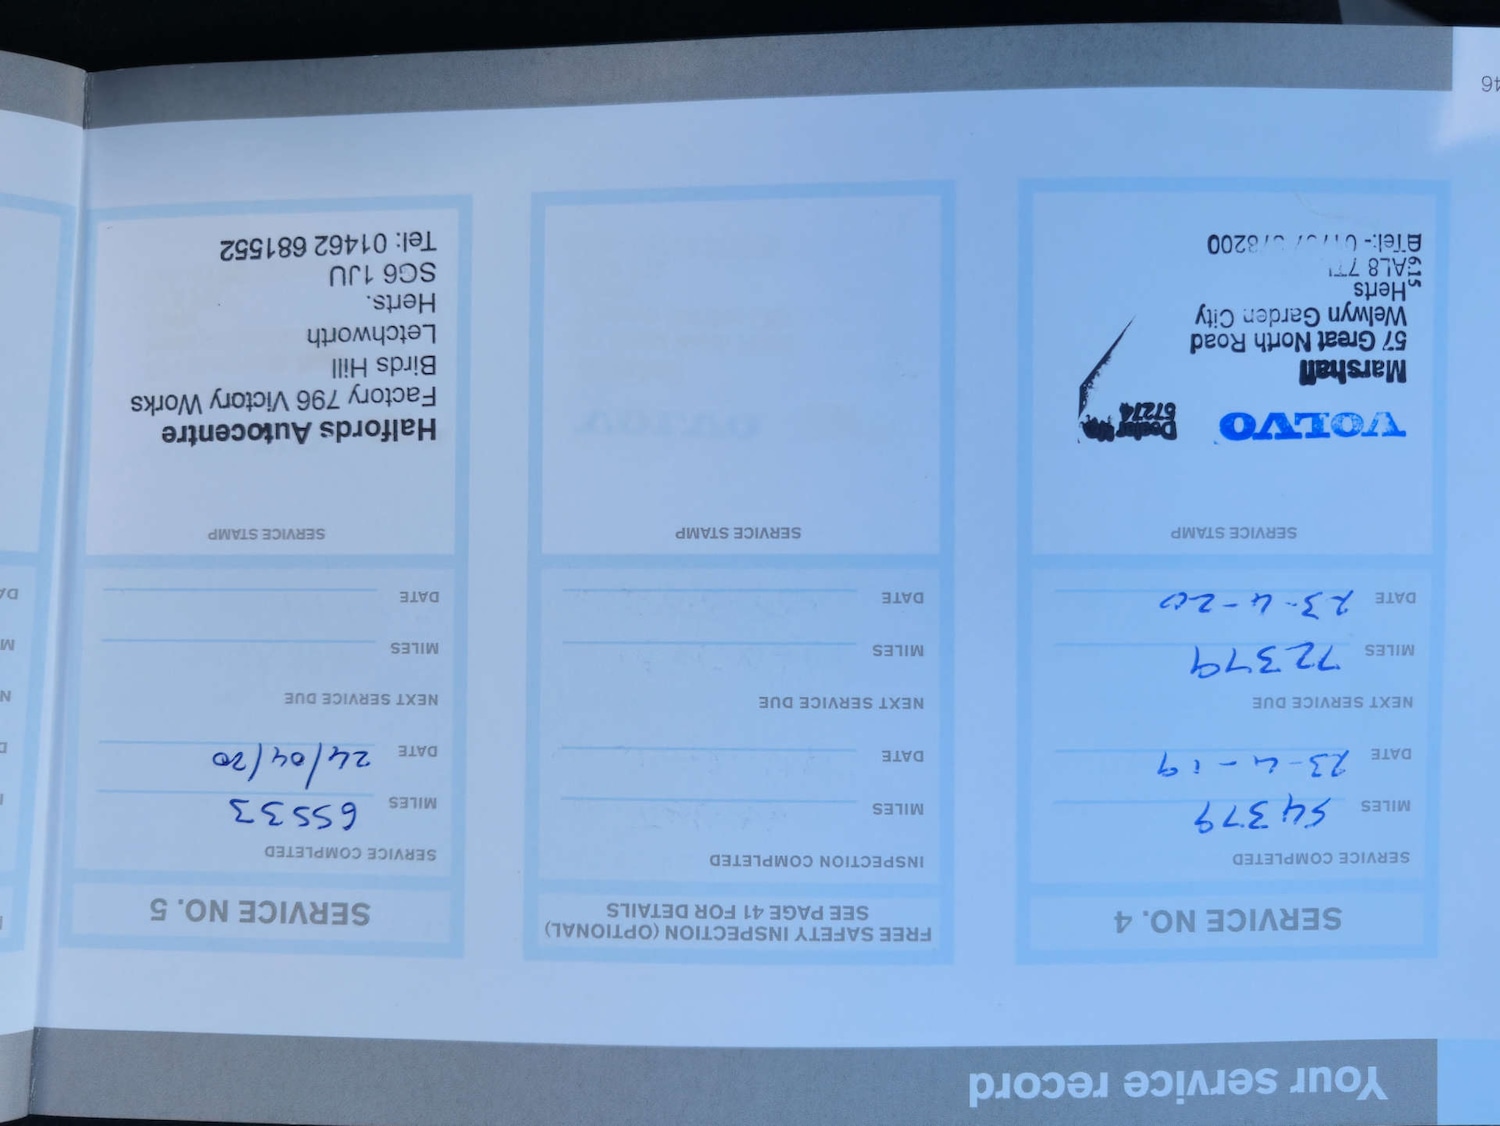 Your service record
SERVICE NO. 4
SERVICE COMPLETED
MILES 54379
DATE 23-4-19
NEXT SERVICE DUE
MILES 72379
DATE 23-4-20
SERVICE STAMP
VOLVO
Dealer
67274
Marshall
57 Great North Road
Welwyn Garden City
Herts
AL8
Tel:-
FREE SAFETY INSPECTION (OPTIONAL)
SEE PAGE 41 FOR DETAILS
INSPECTION COMPLETED
MILES
DATE
NEXT SERVICE DUE
MILES
DATE
SERVICE STAMP
SERVICE NO. 5
SERVICE COMPLETED
MILES 65533
DATE 24/04/20
NEXT SERVICE DUE
MILES
DATE
SERVICE STAMP
Halfords Autocentre
Factory 796 Victory Works
Birds Hill
Letchworth
Herts.
SG6 1JU
Tel: 01462 681552
46